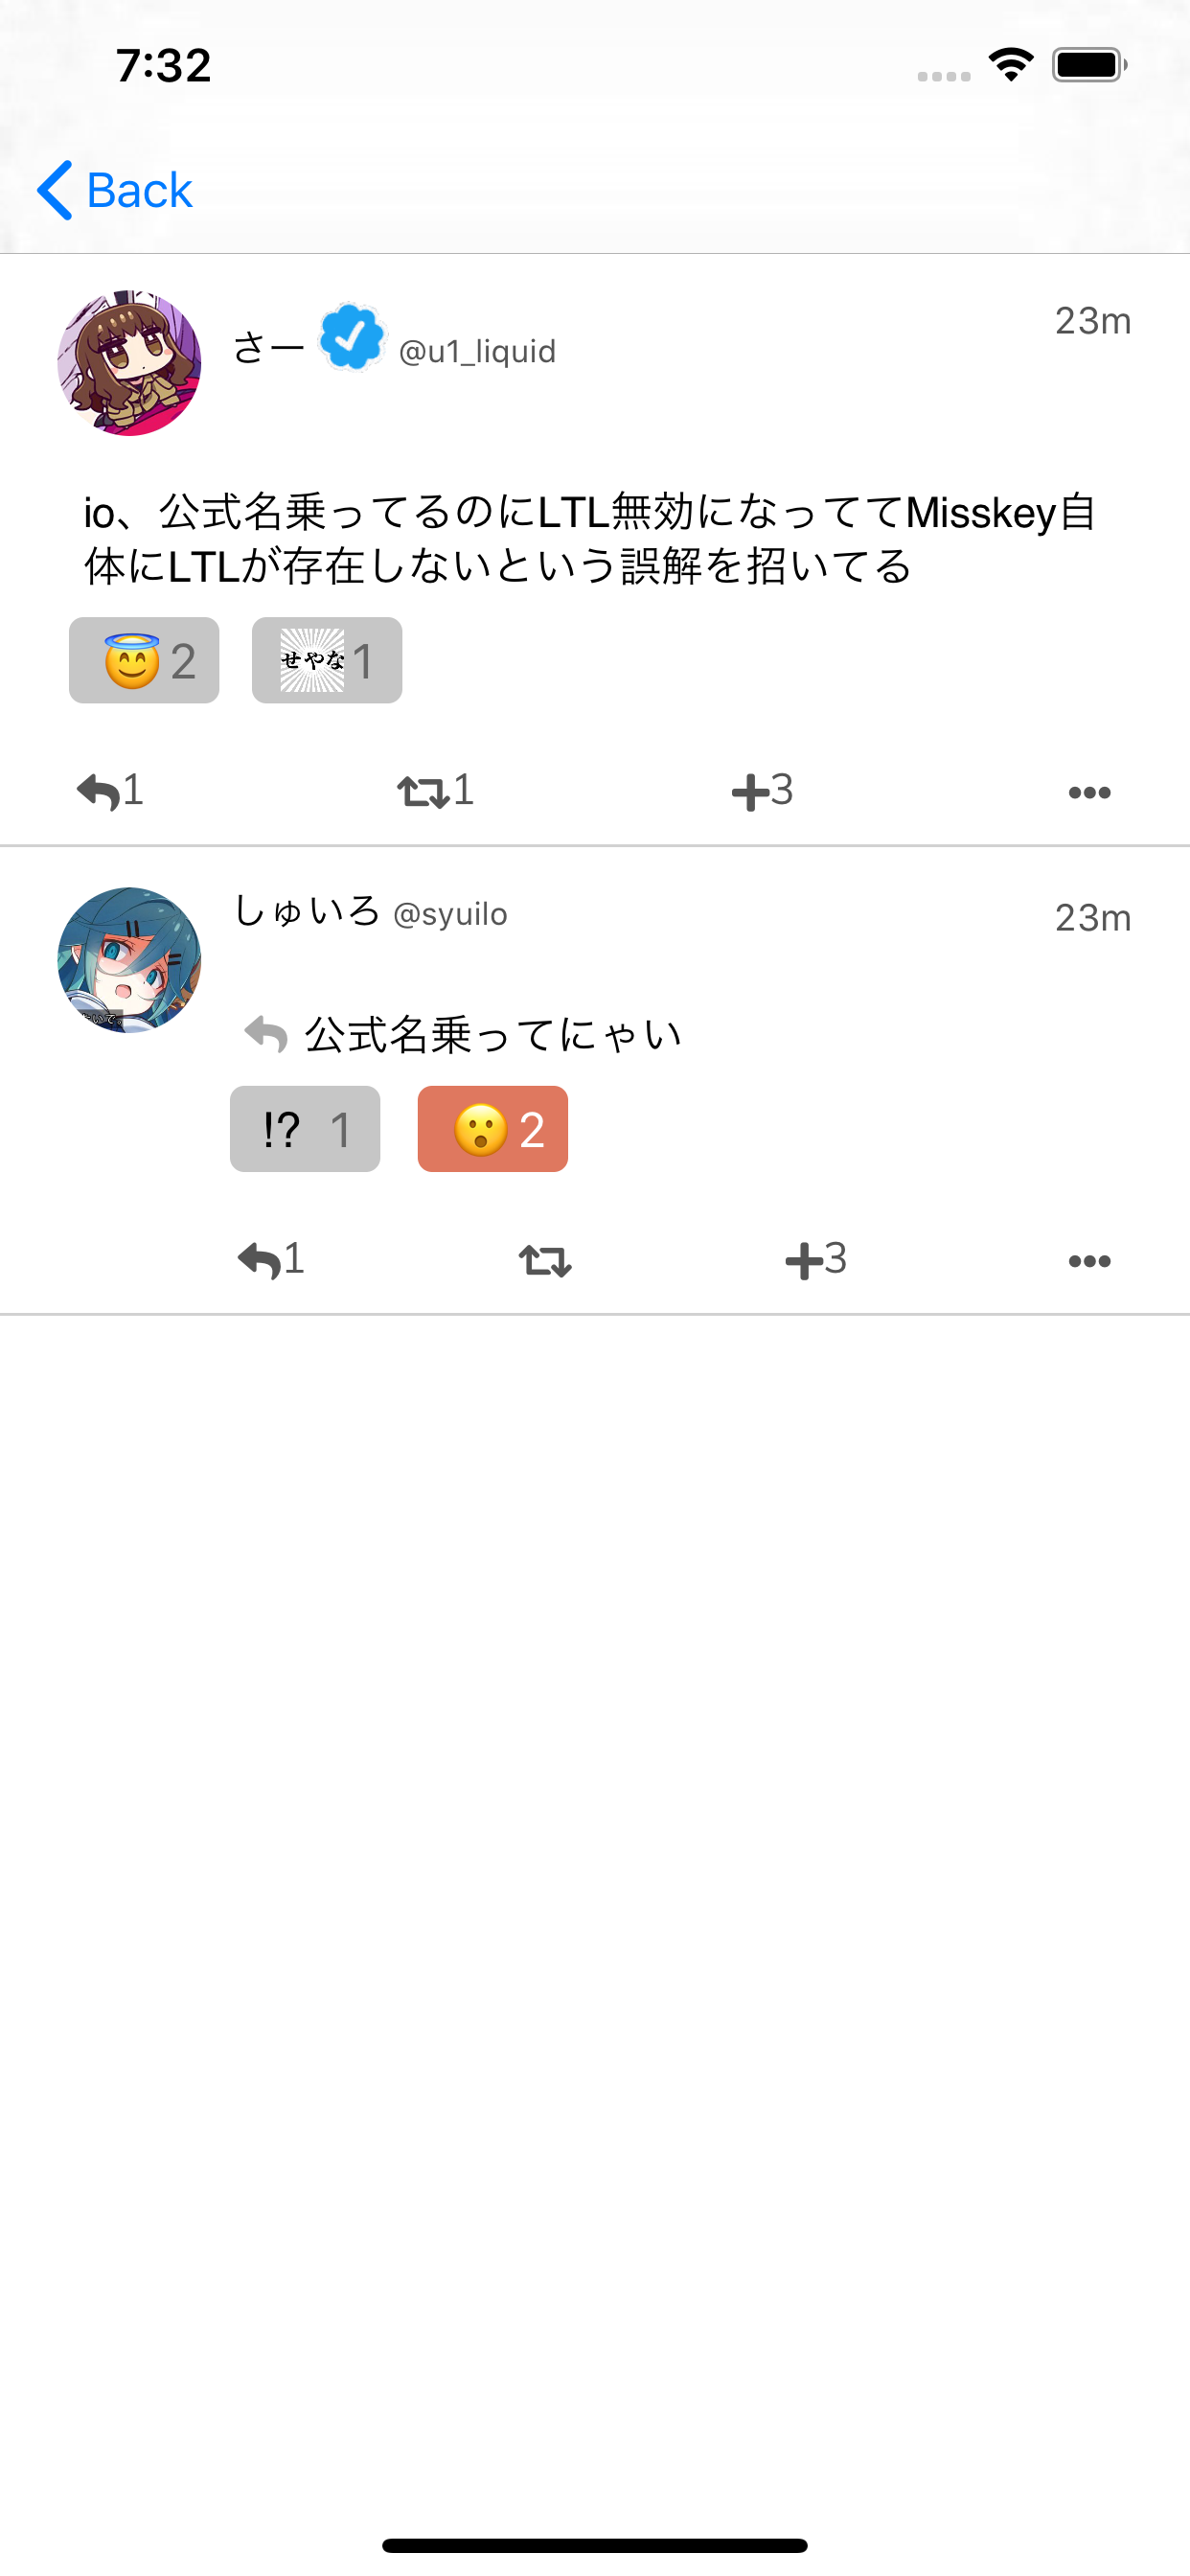 7:32
Back
さー @u1_liquid 23m
io、公式名乗ってるのにLTL無効になっててMisskey自
体にLTLが存在しないという誤解を招いてる
😇 2 せやな 1
1 1 3
しゅいろ @syuilo 23m
公式名乗ってにゃい
!? 1 😮 2
1 3